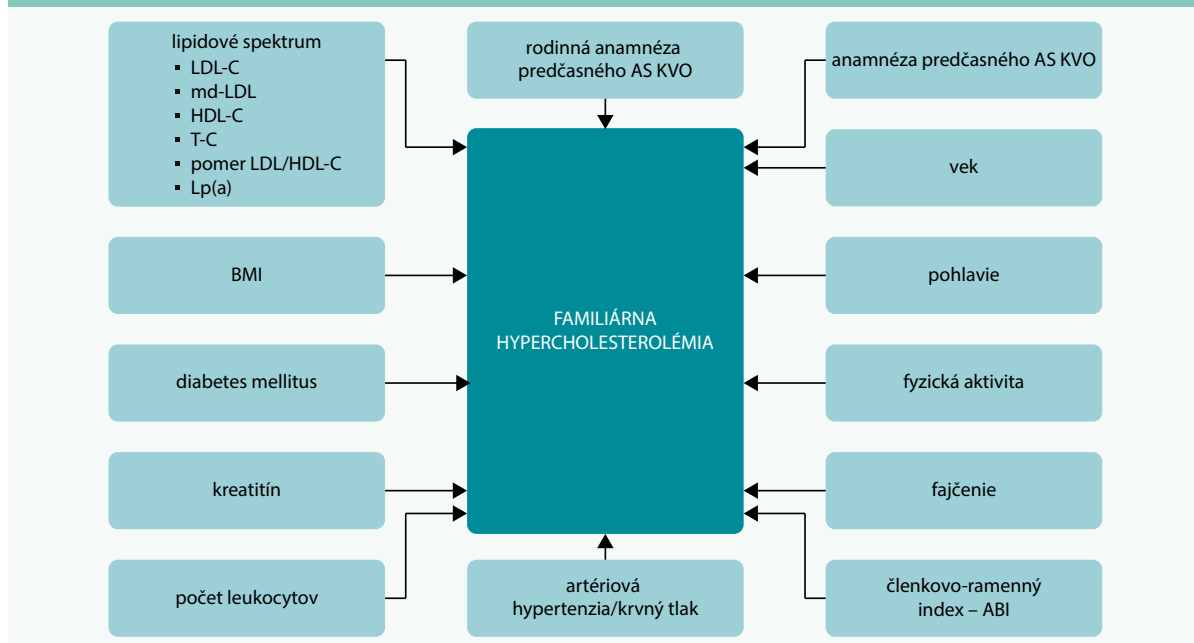 lipidové spektrum
▪ LDL-C
▪ md-LDL
▪ HDL-C
▪ T-C
▪ pomer LDL/HDL-C
▪ Lp(a)
rodinná anamnéza
predčasného AS KVO
anamnéza predčasného AS KVO
vek
BMI
pohlavie
FAMILIÁRNA
HYPERCHOLESTEROLÉMIA
diabetes mellitus
fyzická aktivita
kreatitín
fajčenie
počet leukocytov
artériová
hypertenzia/krvný tlak
členkovo-ramenný
index – ABI